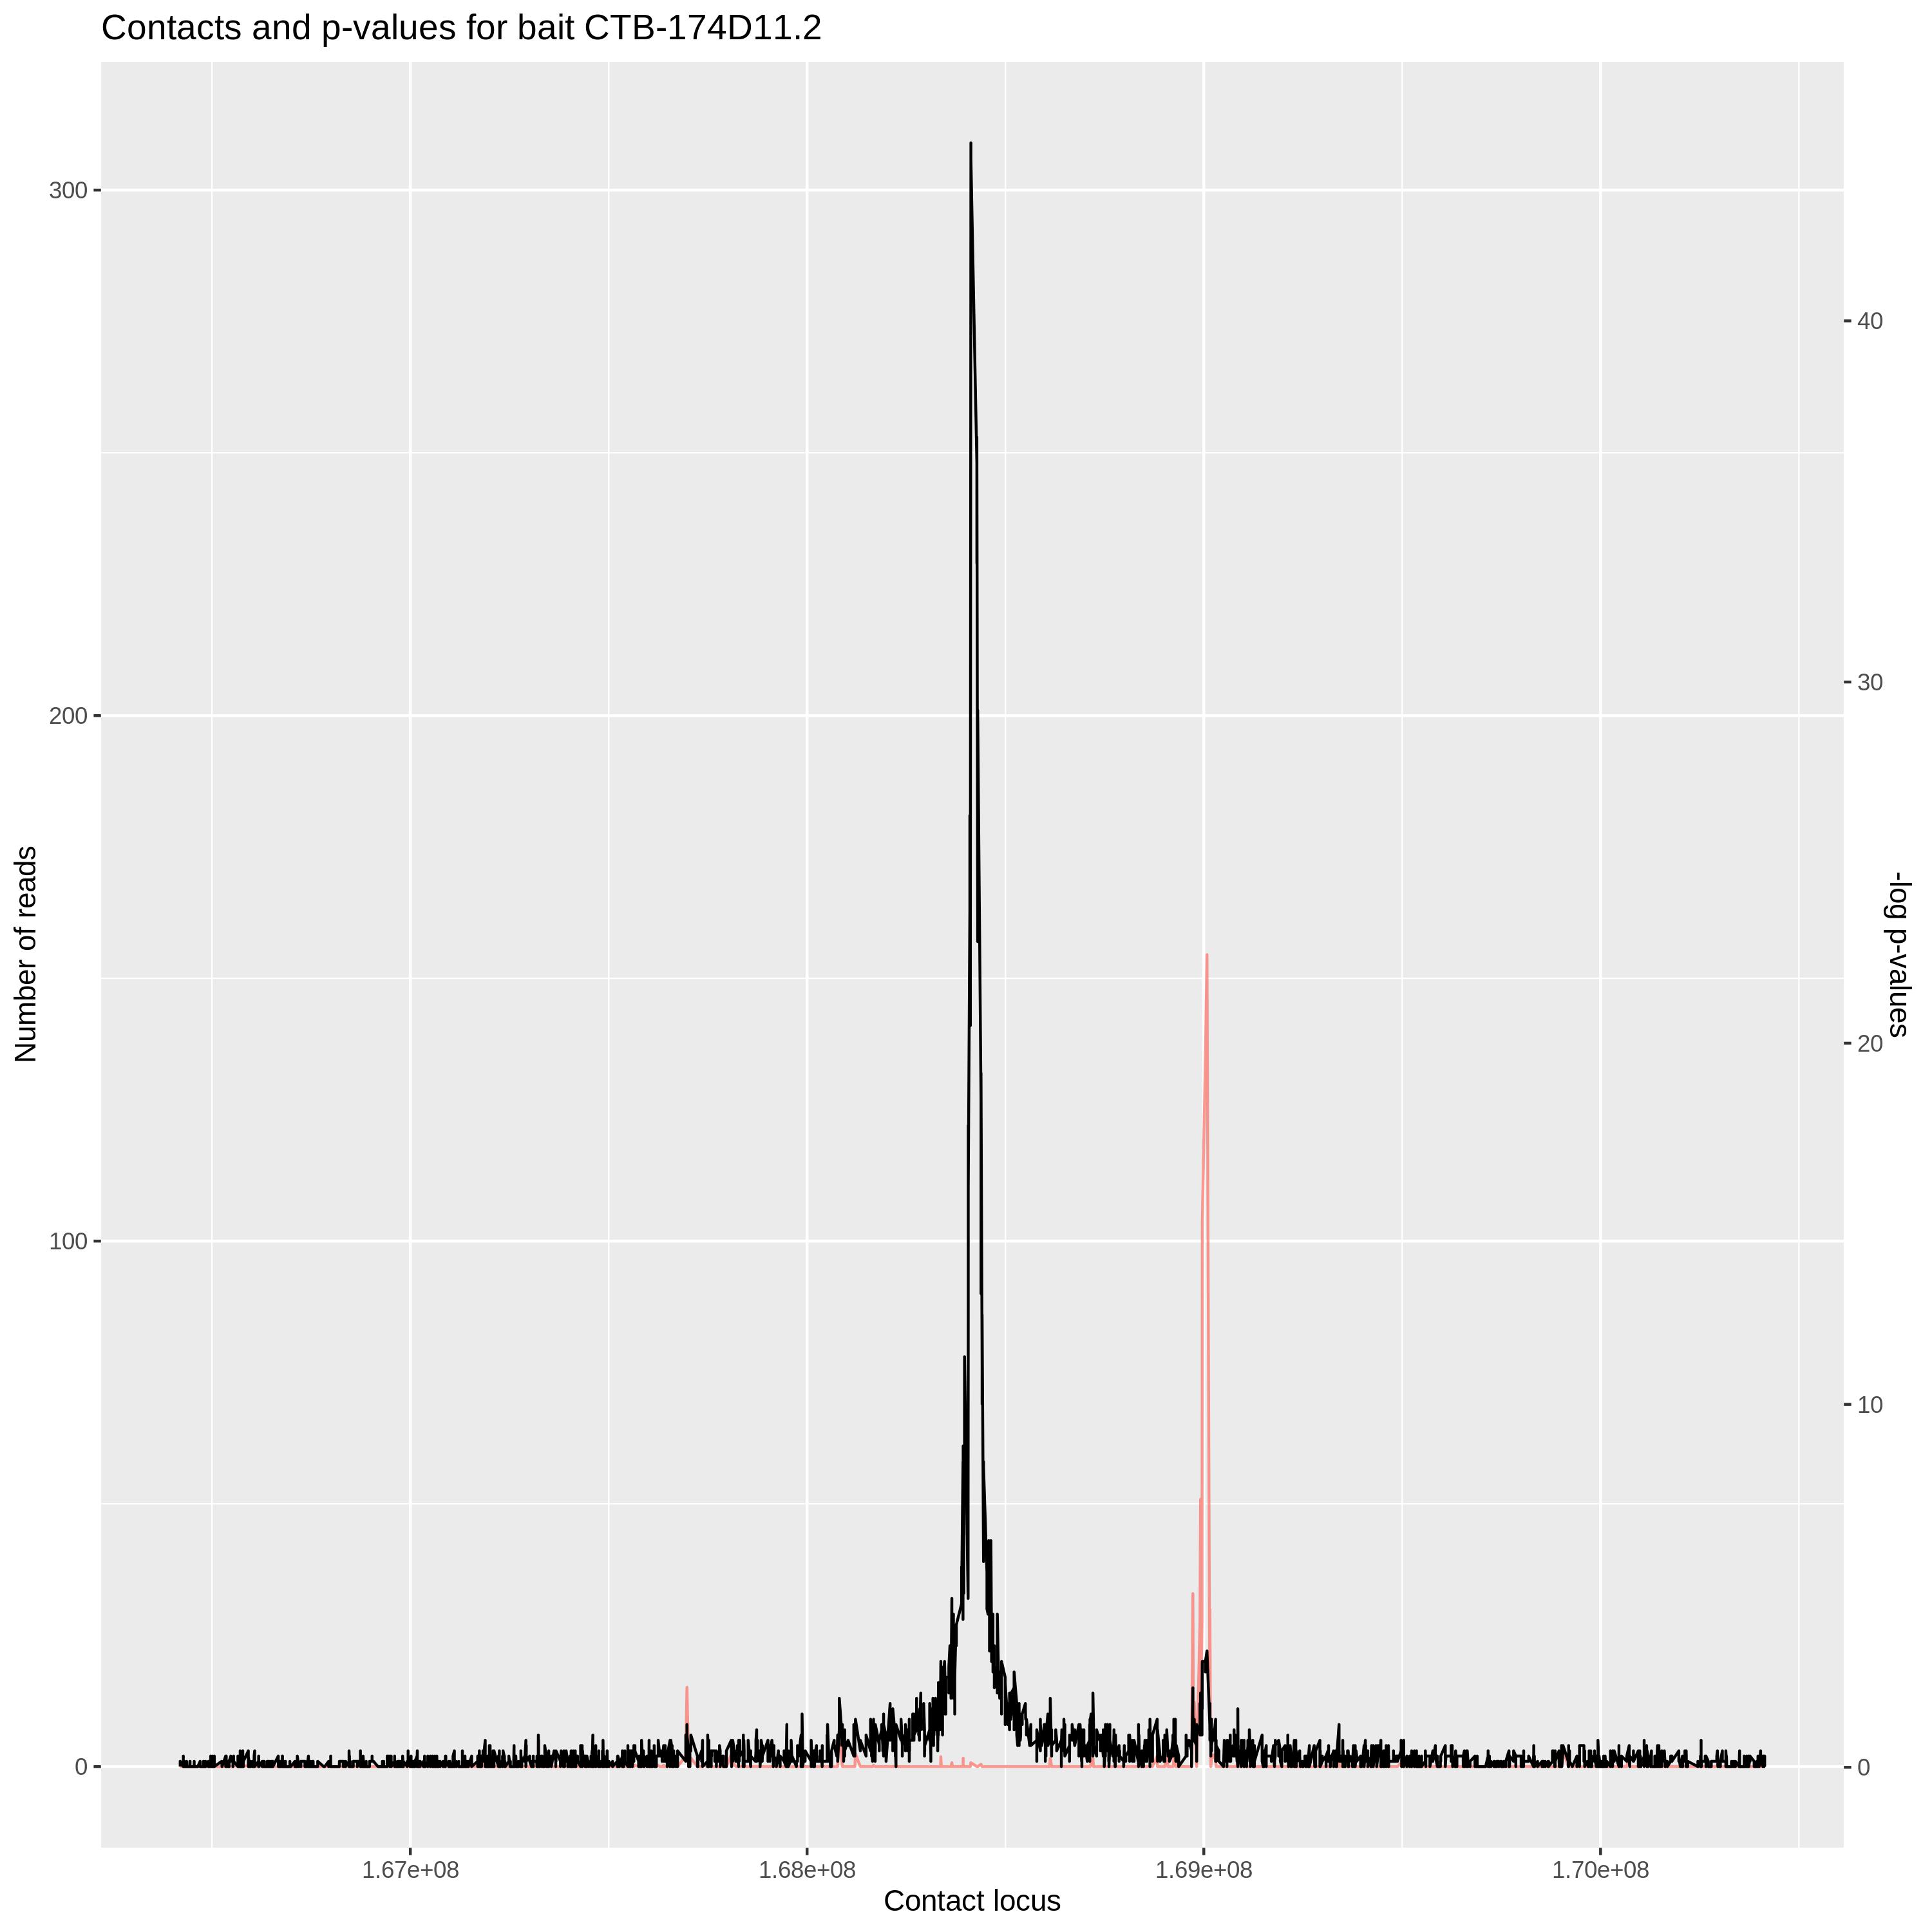 Contacts and p-values for bait CTB-174D11.2
300
200
100
0
Number of reads
40
30
20
10
0
-log p-values
1.67e+08 1.68e+08 1.69e+08 1.70e+08
Contact locus